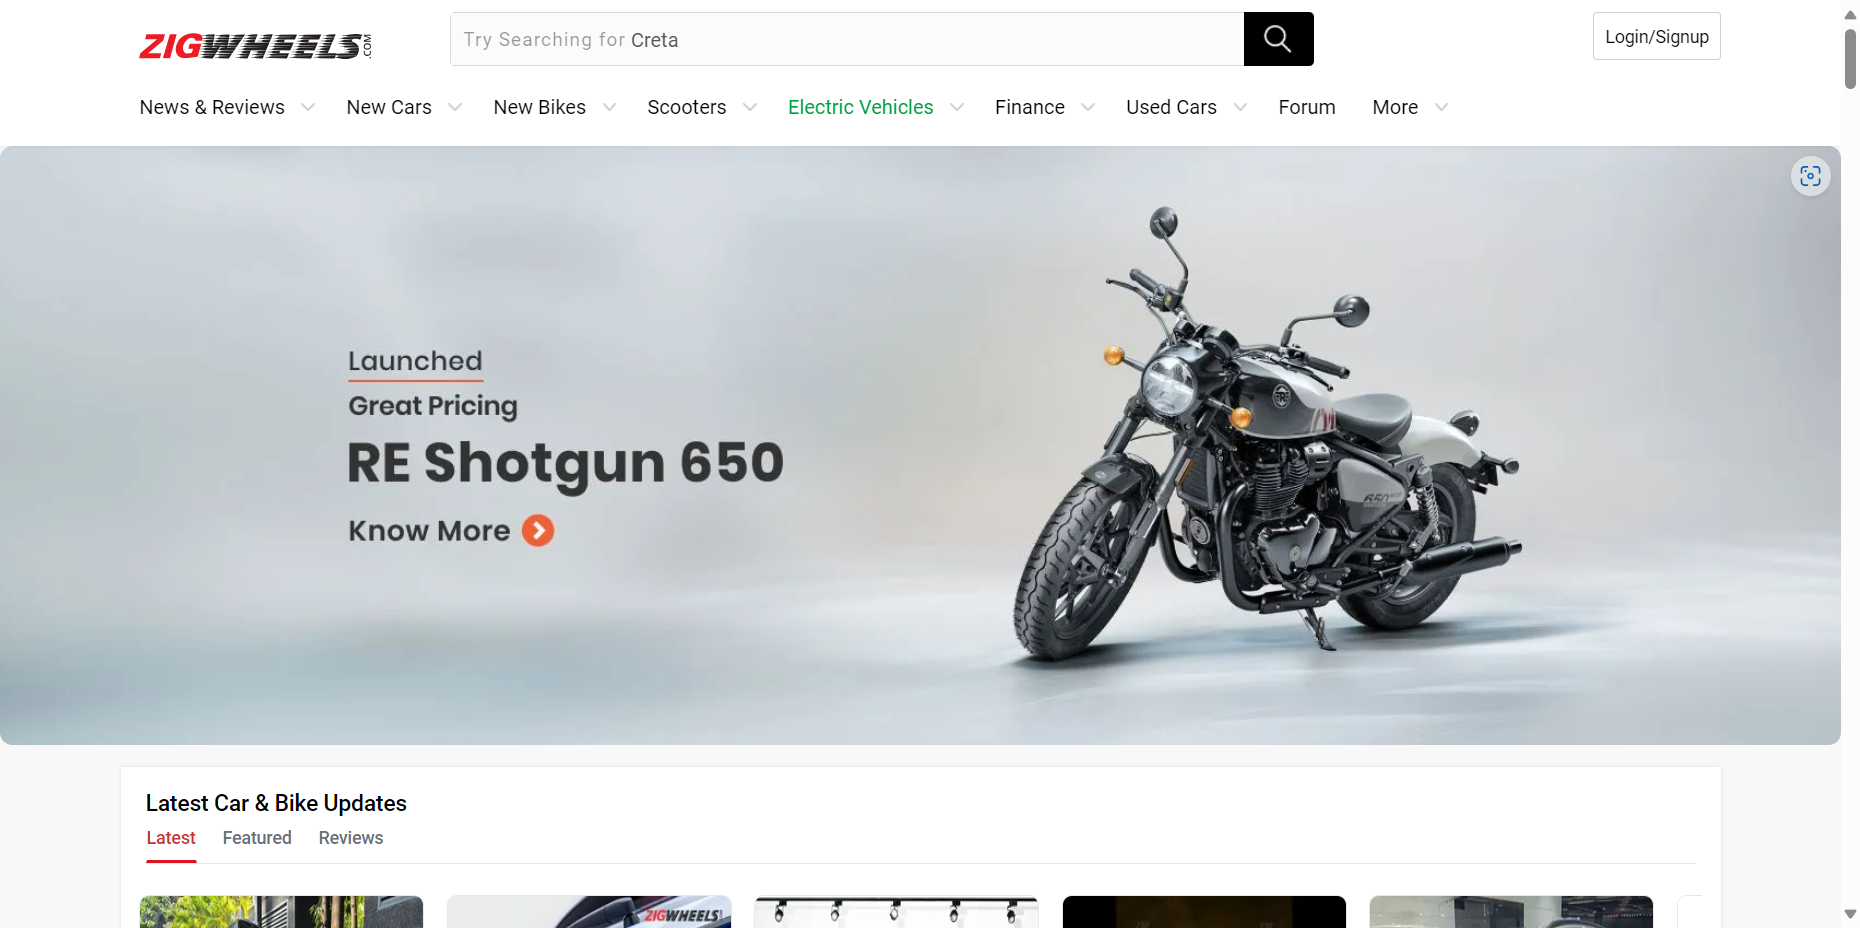 ZIGWHEELS.COM
Try Searching for Creta
Login/Signup
News & Reviews
New Cars
New Bikes
Scooters
Electric Vehicles
Finance
Used Cars
Forum
More
Launched
Great Pricing
RE Shotgun 650
Know More
RE
650
Latest Car & Bike Updates
Latest
Featured
Reviews
ZIGWHEELS